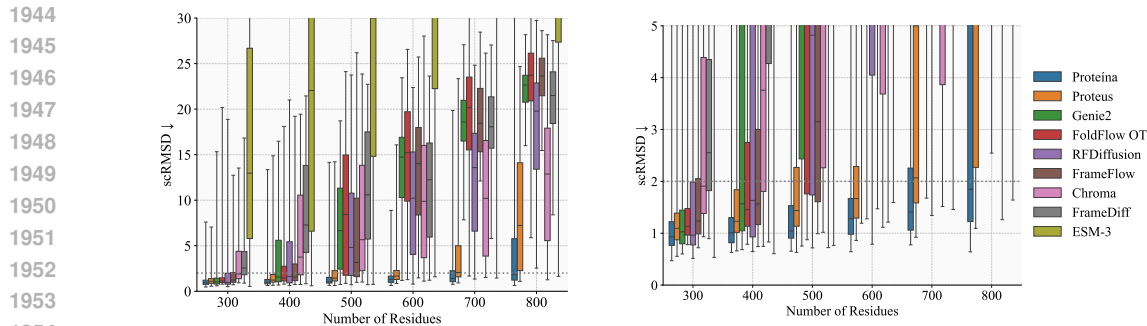 1944
1945
1946
1947
1948
1949
1950
1951
1952
1953
30
25
20
15
10
5
0
scRMSD ↓
300 400 500 600 700 800
Number of Residues
5
4
3
2
1
0
scRMSD ↓
300 400 500 600 700 800
Number of Residues
Proteína
Proteus
Genie2
FoldFlow OT
RFDiffusion
FrameFlow
Chroma
FrameDiff
ESM-3